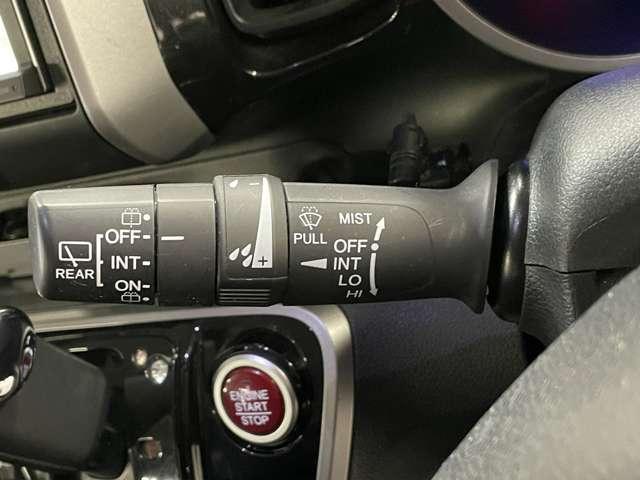 OFF
INT
ON
REAR
- 
+
PULL
MIST
OFF
INT
LO
HI
ENGINE
START
STOP